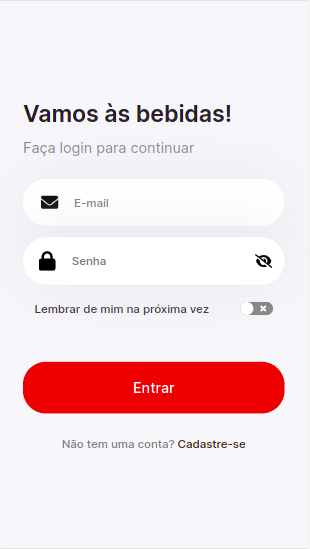 Vamos às bebidas!
Faça login para continuar
E-mail
Senha
Lembrar de mim na próxima vez
Entrar
Não tem uma conta? Cadastre-se